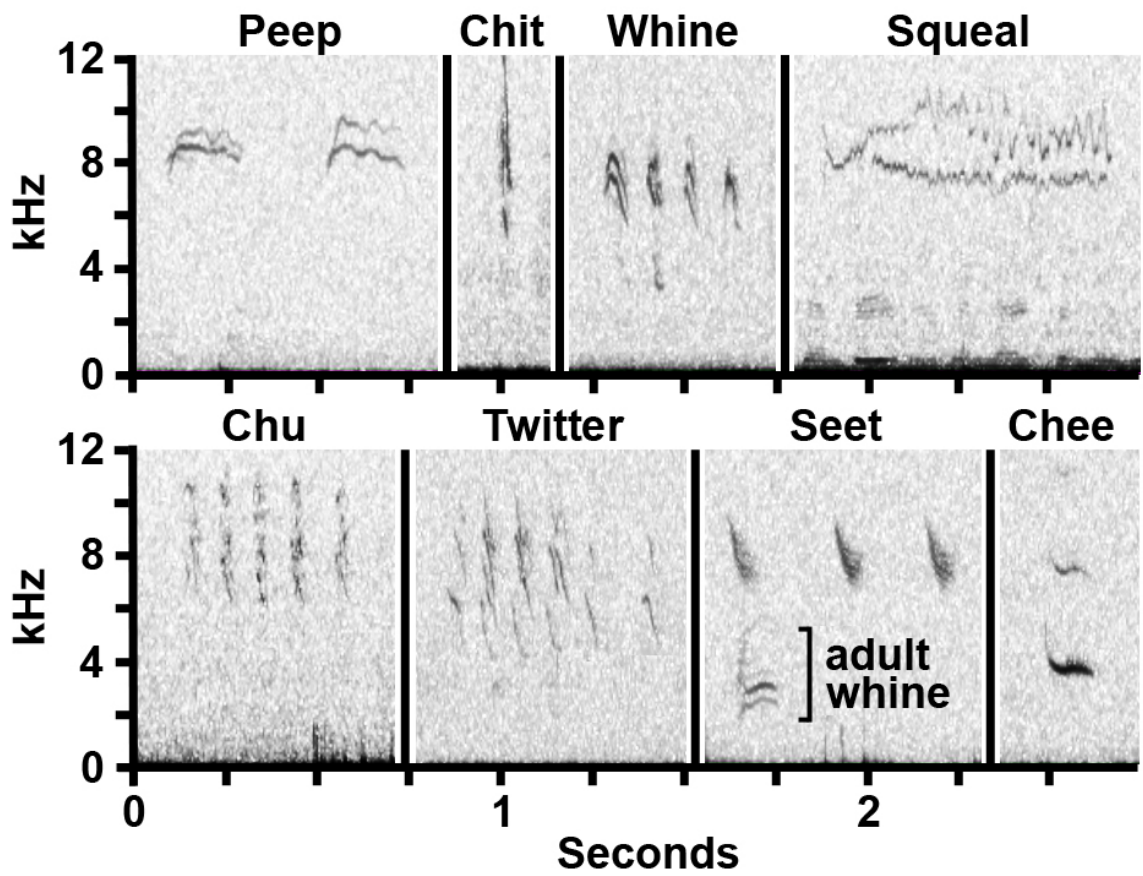 Peep Chit Whine Squeal
12
8
4
0
kHz
Chu Twitter Seet Chee
12
8
4
0
kHz
adult
whine
0 1 2
Seconds